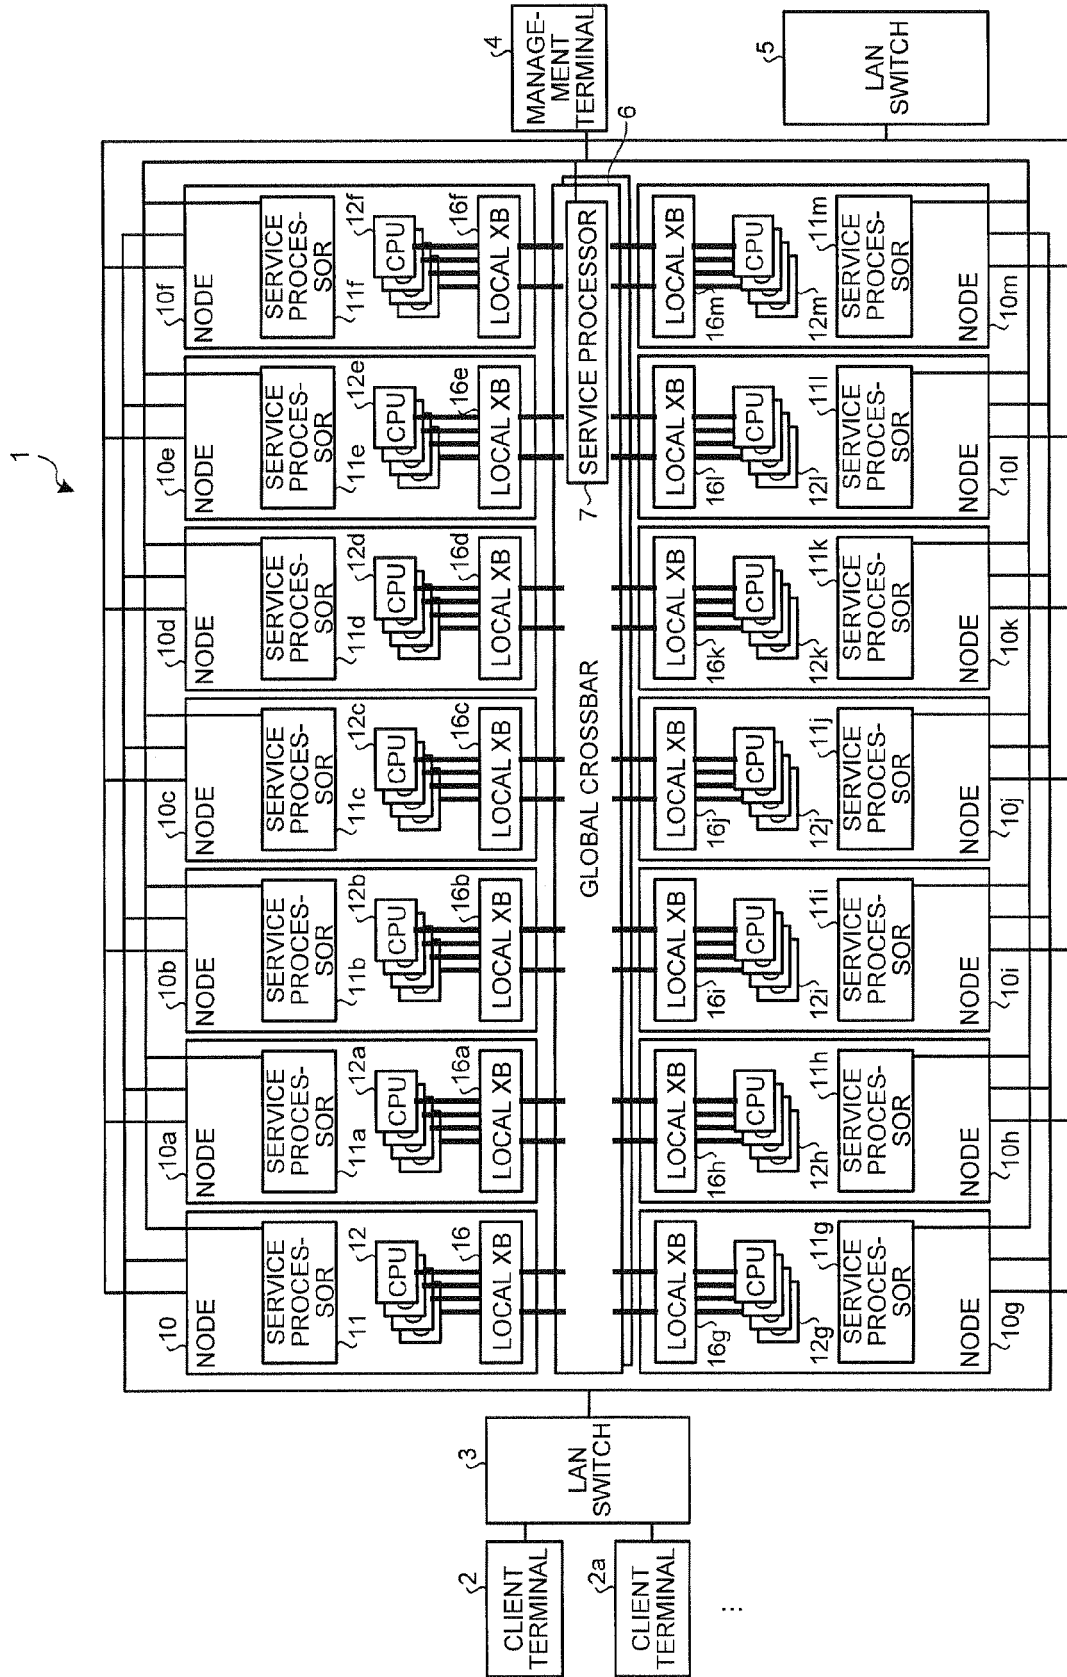 1
2
CLIENT
TERMINAL
2a
CLIENT
TERMINAL
...
3
LAN
SWITCH
4
MANAGE-
MENT
TERMINAL
5
LAN
SWITCH
6
10
NODE
SERVICE
PROCES-
SOR
11
CPU
12
LOCAL XB
16
10a
NODE
SERVICE
PROCES-
SOR
11a
CPU
12a
LOCAL XB
16a
10b
NODE
SERVICE
PROCES-
SOR
11b
CPU
12b
LOCAL XB
16b
10c
NODE
SERVICE
PROCES-
SOR
11c
CPU
12c
LOCAL XB
16c
10d
NODE
SERVICE
PROCES-
SOR
11d
CPU
12d
LOCAL XB
16d
10e
NODE
SERVICE
PROCES-
SOR
11e
CPU
12e
LOCAL XB
16e
10f
NODE
SERVICE
PROCES-
SOR
11f
CPU
12f
LOCAL XB
16f
GLOBAL CROSSBAR
7
SERVICE PROCESSOR
LOCAL XB
16g
CPU
12g
SERVICE
PROCES-
SOR
11g
NODE
10g
LOCAL XB
16h
CPU
12h
SERVICE
PROCES-
SOR
11h
NODE
10h
LOCAL XB
16i
CPU
12i
SERVICE
PROCES-
SOR
11i
NODE
10i
LOCAL XB
16j
CPU
12j
SERVICE
PROCES-
SOR
11j
NODE
10j
LOCAL XB
16k
CPU
12k
SERVICE
PROCES-
SOR
11k
NODE
10k
LOCAL XB
16l
CPU
12l
SERVICE
PROCES-
SOR
11l
NODE
10l
LOCAL XB
16m
CPU
12m
SERVICE
PROCES-
SOR
11m
NODE
10m